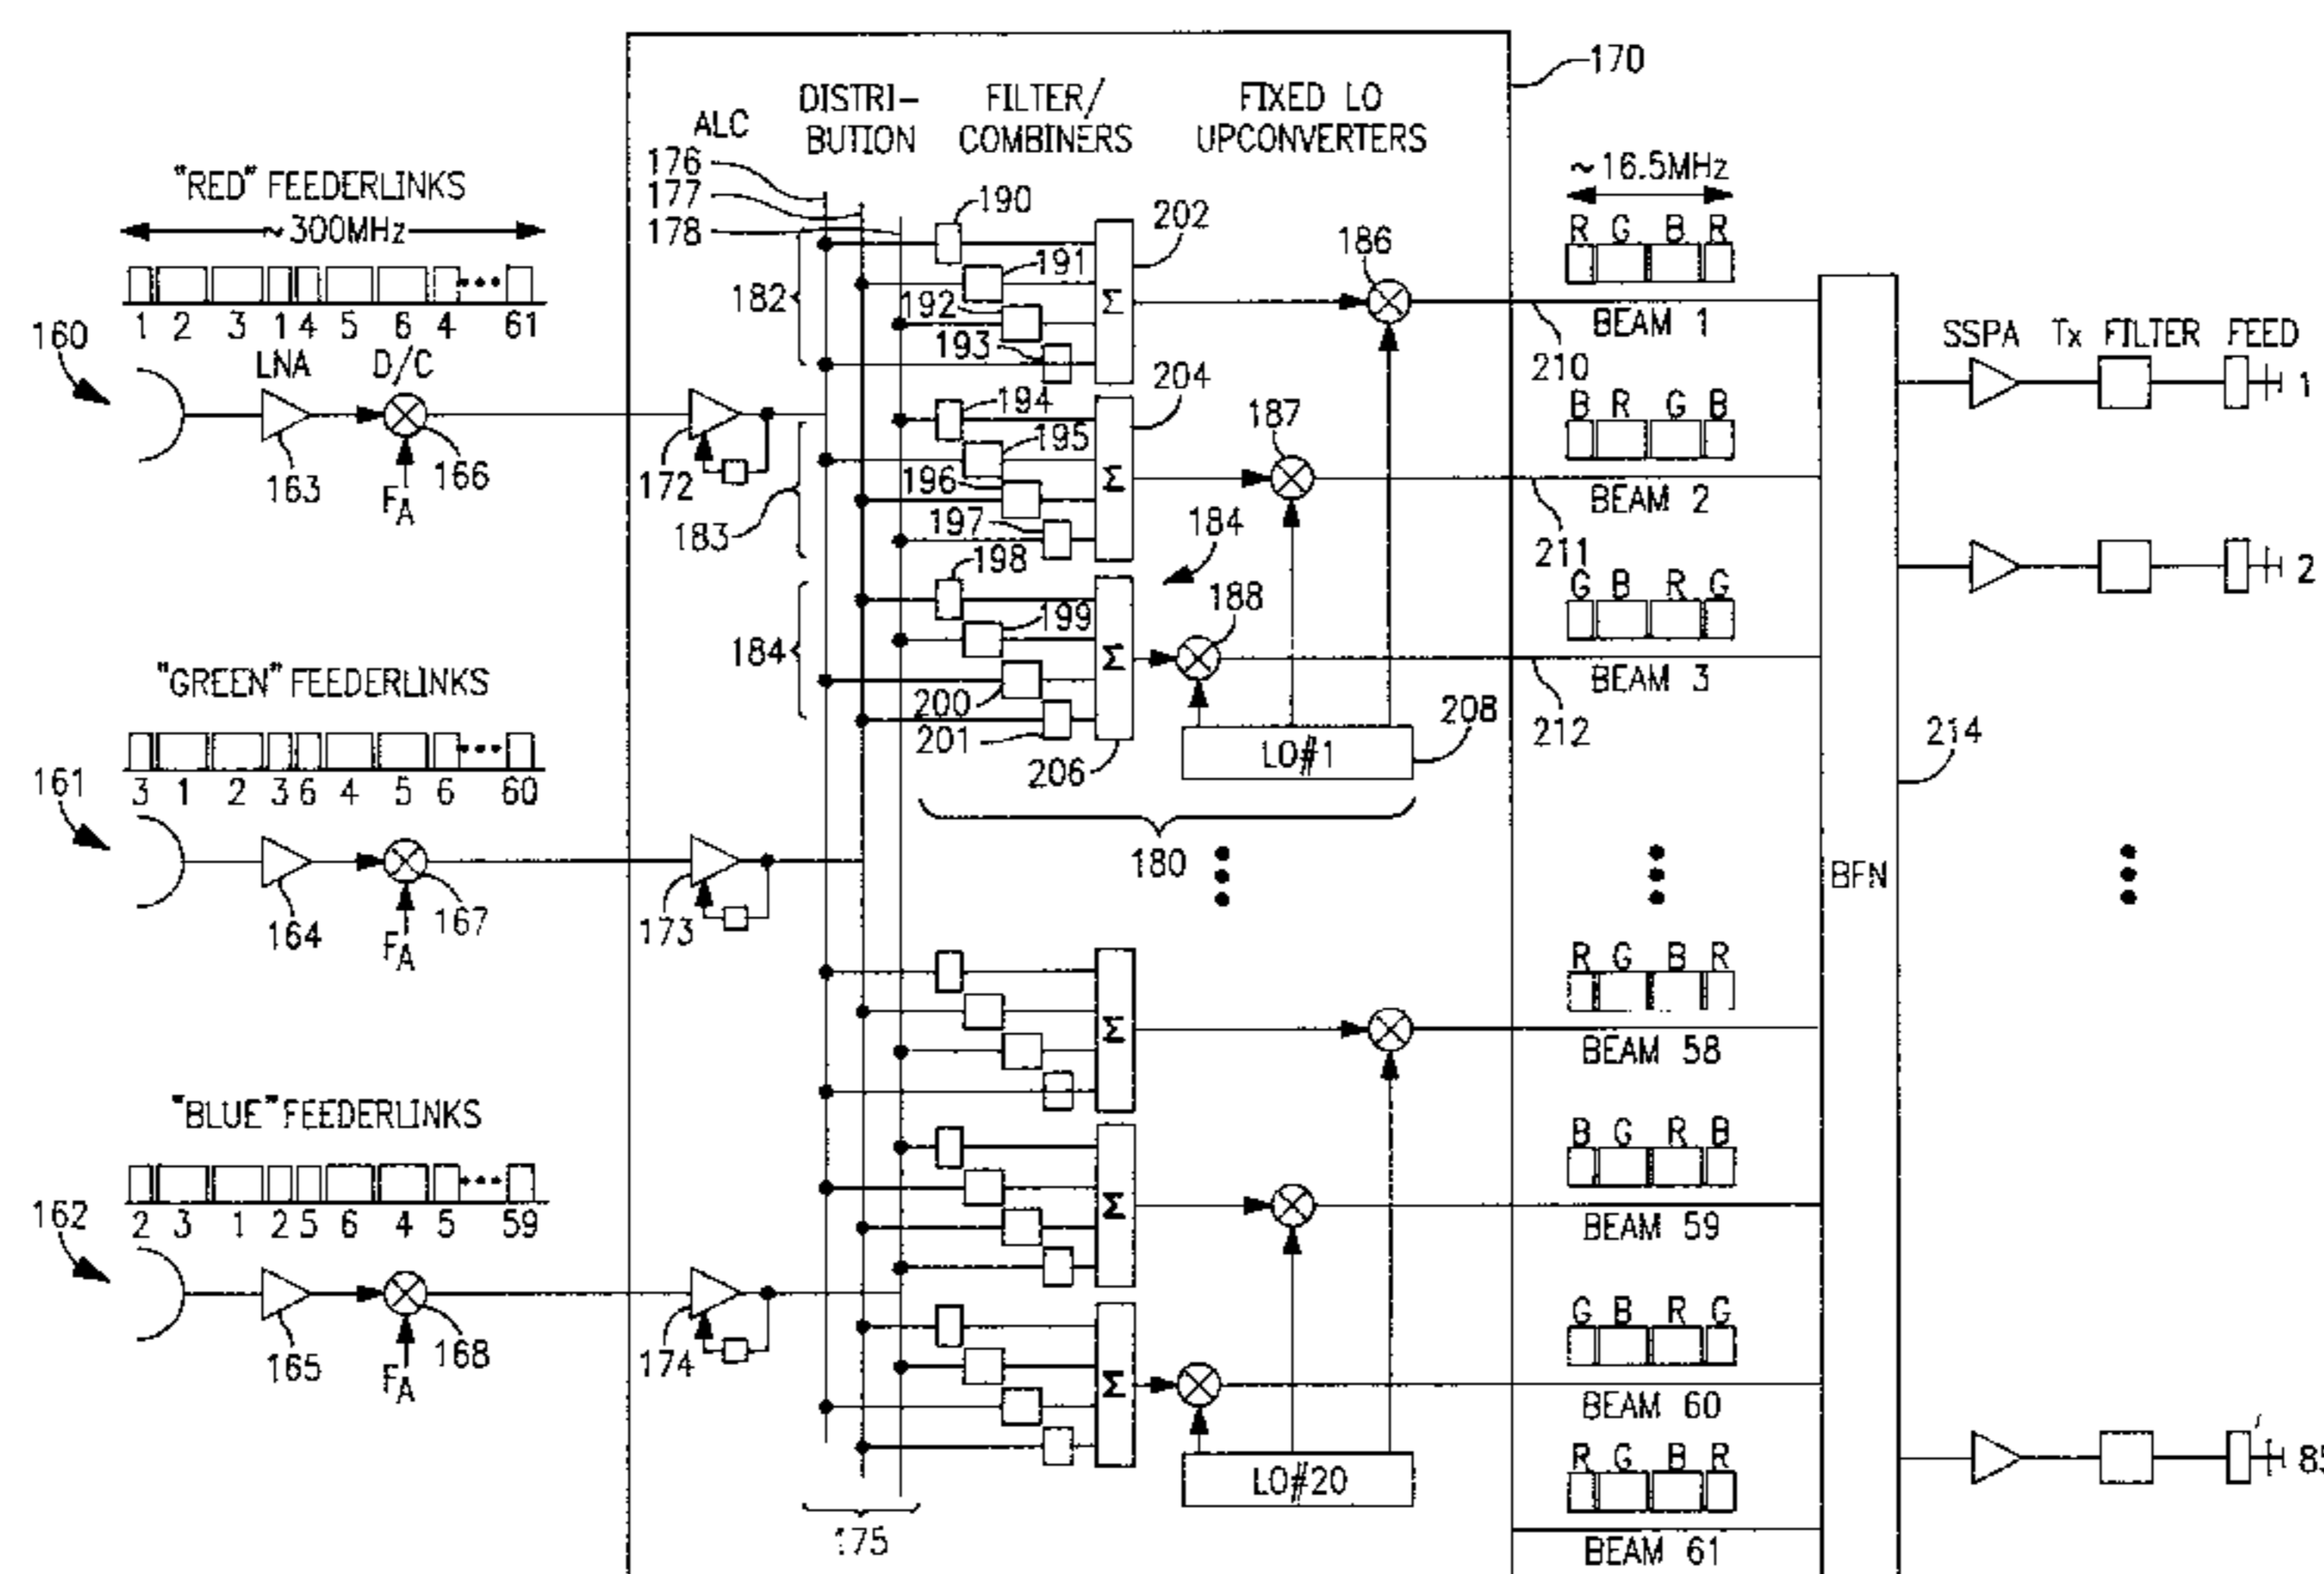 170
DISTRI-
BUTION
FILTER/
COMBINERS
FIXED LO
UPCONVERTERS
ALC
176
177
178
"RED" FEEDERLINKS
~300MHz
1 2 3 1 4 5 6 4 ••• 61
160
LNA
D/C
163
FA
166
172
182
183
184
190
191
192
193
202
186
194
195
196
197
204
187
184
198
199
200
201
206
188
Σ
Σ
Σ
LO#1
208
180
~16.5MHz
R G B R
BEAM 1
210
B R G B
BEAM 2
211
G B R G
BEAM 3
212
214
BFN
SSPA
Tx FILTER
FEED
1
2
"GREEN" FEEDERLINKS
3 1 2 3 6 4 5 6 ••• 60
161
164
FA
167
173
"BLUE" FEEDERLINKS
2 3 1 2 5 6 4 5 ••• 59
162
165
FA
168
174
175
Σ
Σ
Σ
LO#20
R G B R
BEAM 58
B G R B
BEAM 59
G B R G
BEAM 60
R G B R
BEAM 61
85